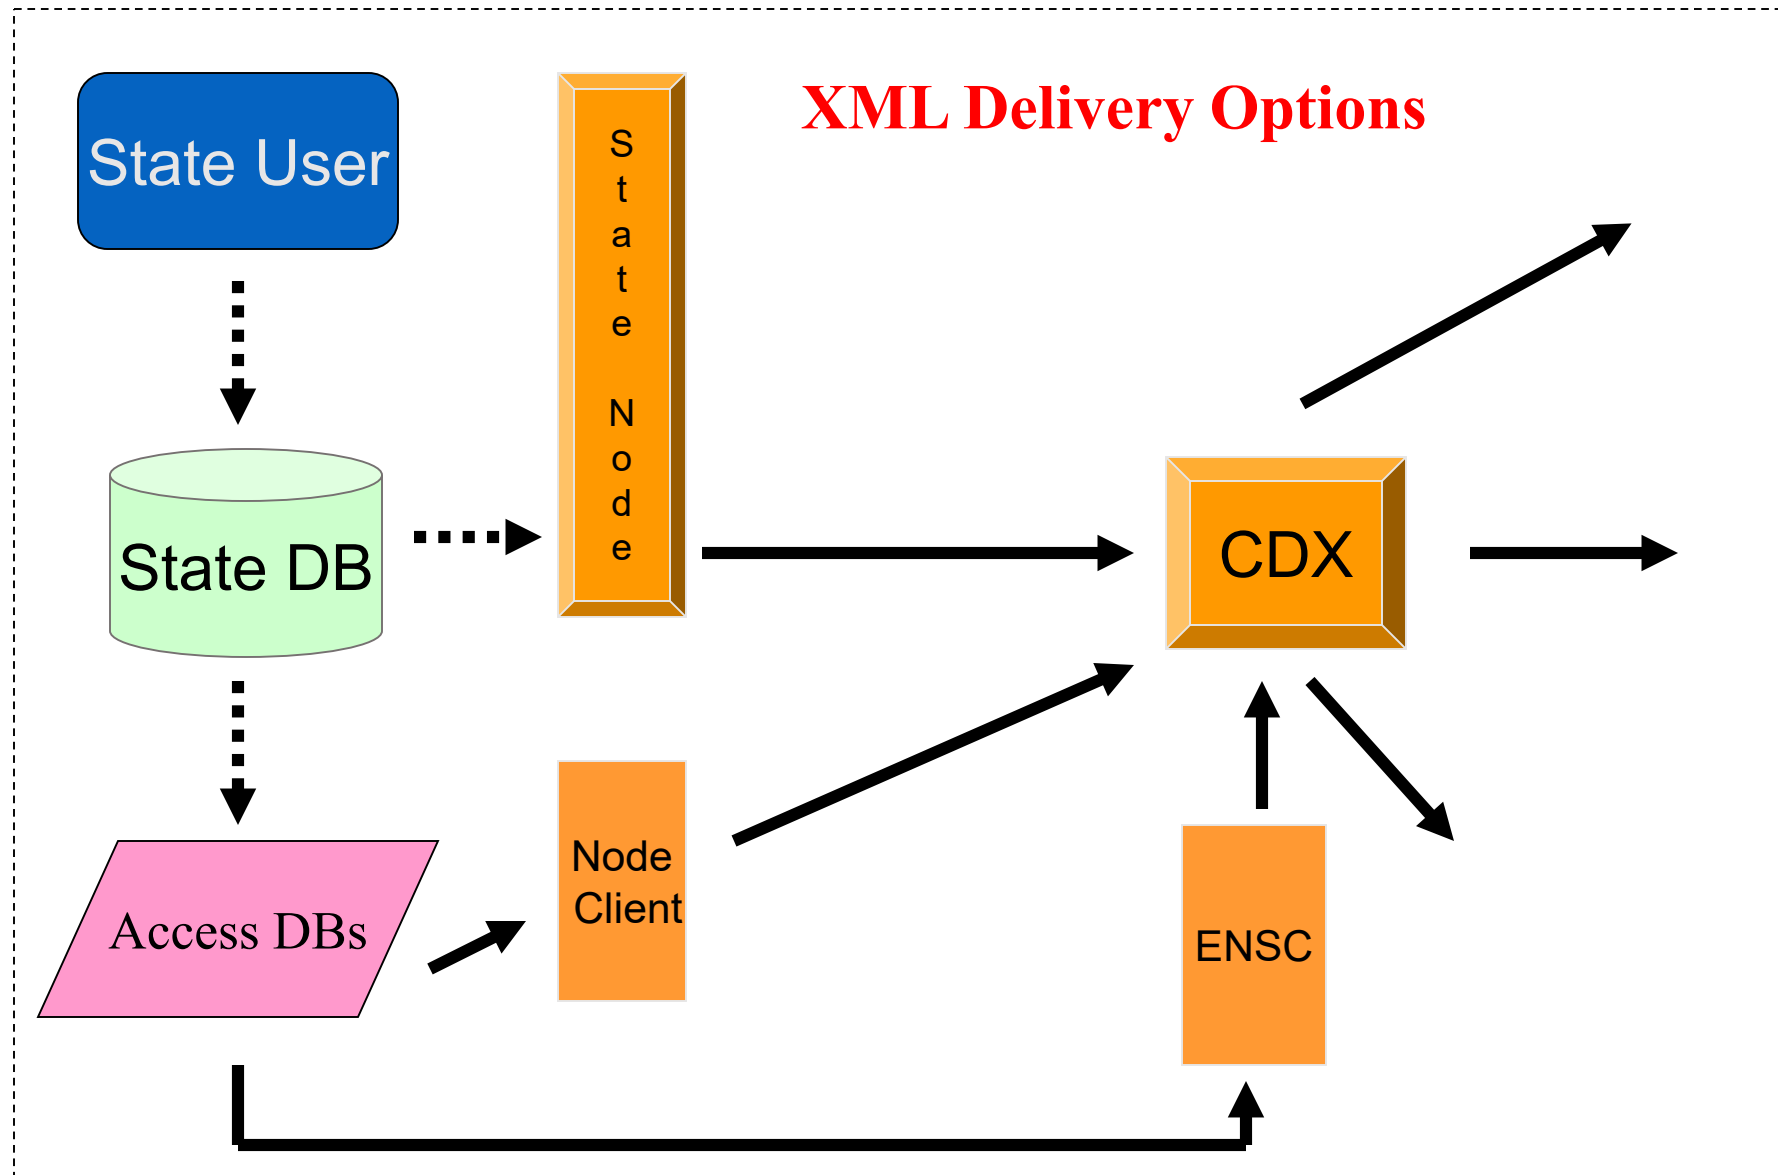 XML Delivery Options
State User
S
t
a
t
e
N
o
d
e
State DB
CDX
Node
Client
Access DBs
ENSC